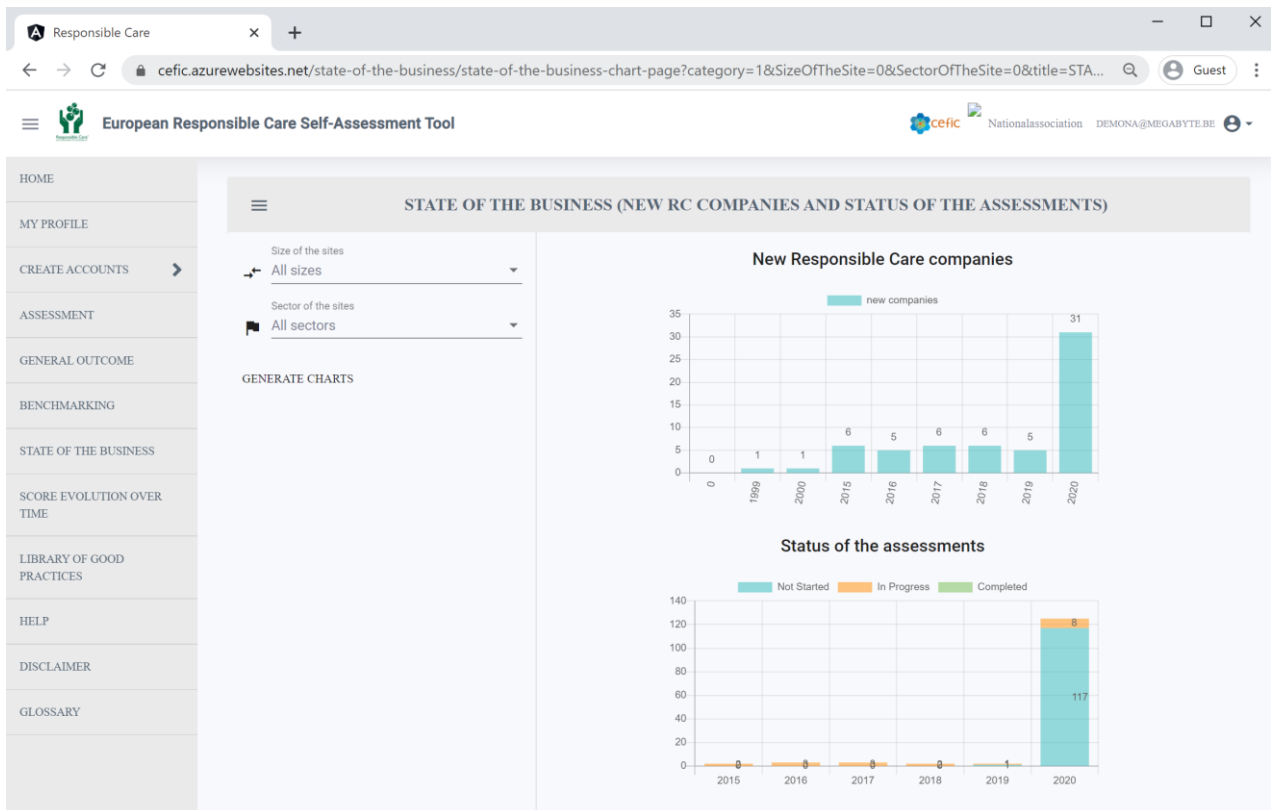 Responsible Care
cefic.azurewebsites.net/state-of-the-business/state-of-the-business-chart-page?category=1&SizeOfTheSite=0&SectorOfTheSite=0&title=STA...
Guest
European Responsible Care Self-Assessment Tool
cefic
Nationalassociation
DEMONA@MEGABYTE.BE
HOME
MY PROFILE
CREATE ACCOUNTS
ASSESSMENT
GENERAL OUTCOME
BENCHMARKING
STATE OF THE BUSINESS
SCORE EVOLUTION OVER
TIME
LIBRARY OF GOOD
PRACTICES
HELP
DISCLAIMER
GLOSSARY
STATE OF THE BUSINESS (NEW RC COMPANIES AND STATUS OF THE ASSESSMENTS)
Size of the sites
All sizes
Sector of the sites
All sectors
GENERATE CHARTS
New Responsible Care companies
new companies
35
30
25
20
15
10
5
0
0 1 1 6 5 6 6 5 31
0 1999 2000 2015 2016 2017 2018 2019 2020
Status of the assessments
Not Started In Progress Completed
140
120
100
80
60
40
20
0
8
117
1
2015 2016 2017 2018 2019 2020